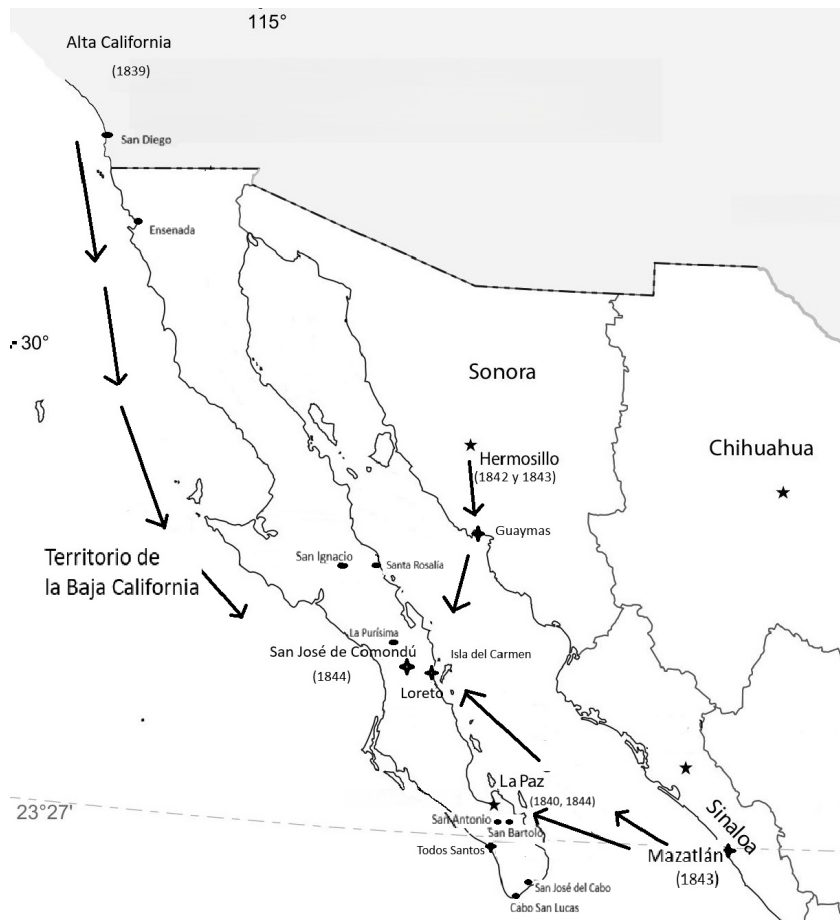 115°
Alta California
(1839)
San Diego
Ensenada
30°
Sonora
Hermosillo
(1842 y 1843)
Chihuahua
Guaymas
Territorio de
la Baja California
San Ignacio
Santa Rosalía
La Purísima
San José de Comondú
(1844)
Isla del Carmen
Loreto
La Paz
(1840, 1844)
23°27'
San Antonio
San Bartolo
Sinaloa
Todos Santos
Mazatlán
(1843)
San José del Cabo
Cabo San Lucas